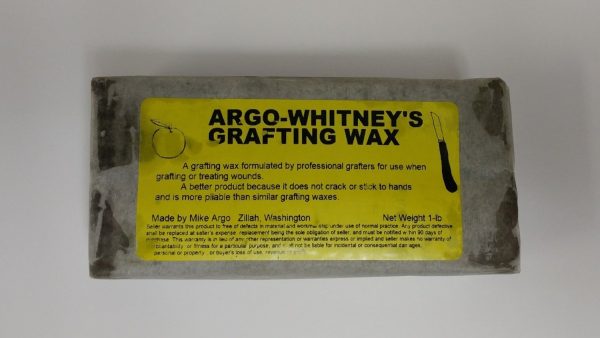 ARGO-WHITNEY'S
GRAFTING WAX
A grafting wax formulated by professional grafters for use when
grafting or treating wounds.
A better product because it does not crack or stick to hands
and is more pliable than similar grafting waxes.
Made by Mike Argo Zillah, Washington Net Weight 1-lb
Seller warrants this product to free of defects in material and workmanship under use of normal practice. Any product defective
shall be replaced at seller's expense, replacement being the sole obligation of seller, and must be notified within 90 days of
purchase. This warranty is in lieu of any other representation or warranties express or implied and seller makes no warranty of
or fitness for a particular purpose, and shall not be liable for incidental or consequential damages,
personal or property, or buyer's loss of use, revenue or